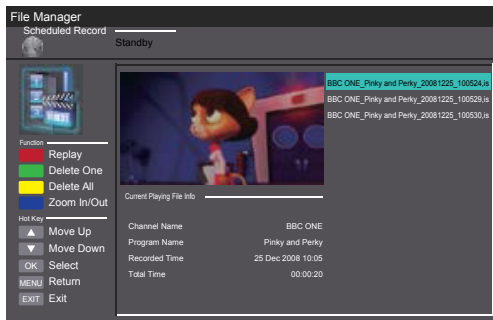 File Manager
Scheduled Record
Standby
BBC ONE_Pinky and Perky_20081225_100524,is
BBC ONE_Pinky and Perky_20081225_100529,is
BBC ONE_Pinky and Perky_20081225_100530,is
Function
Replay
Delete One
Delete All
Zoom In/Out
Hot Key
Move Up
Move Down
OK Select
MENU Return
EXIT Exit
Current Playing File Info
Channel Name BBC ONE
Program Name Pinky and Perky
Recorded Time 25 Dec 2008 10:05
Total Time 00:00:20